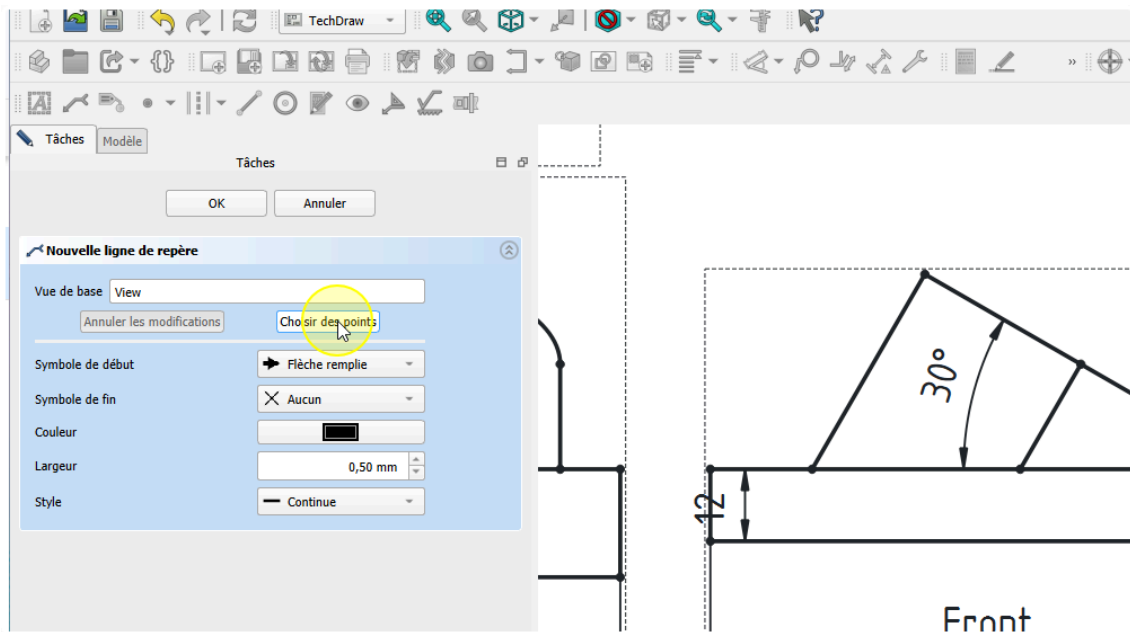 TechDraw
Tâches
Modèle
Tâches
OK
Annuler
Nouvelle ligne de repère
Vue de base
View
Annuler les modifications
Choisir des points
Symbole de début
Flèche remplie
Symbole de fin
Aucun
Couleur
Largeur
0,50 mm
Style
Continue
30°
12
Front